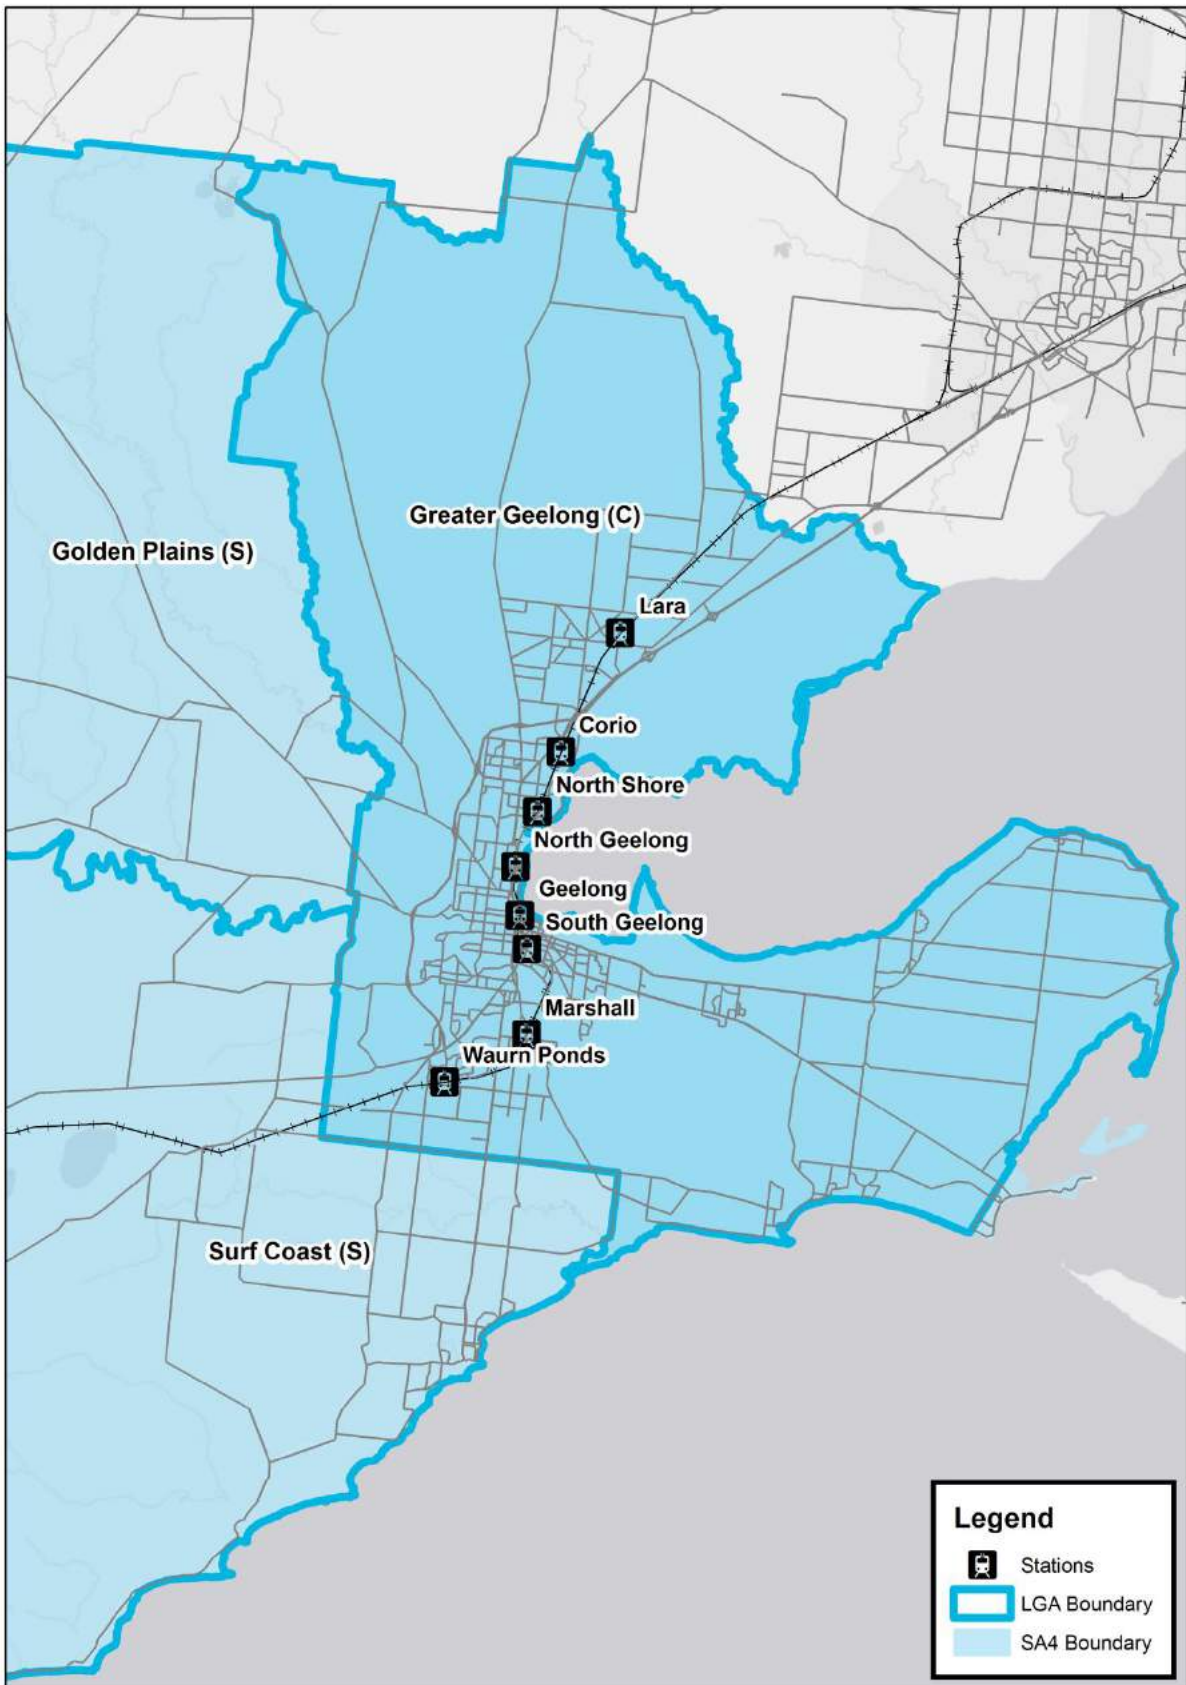 Greater Geelong (C)
Golden Plains (S)
Lara
Corio
North Shore
North Geelong
Geelong
South Geelong
Marshall
Waurn Ponds
Surf Coast (S)
Legend
Stations
LGA Boundary
SA4 Boundary